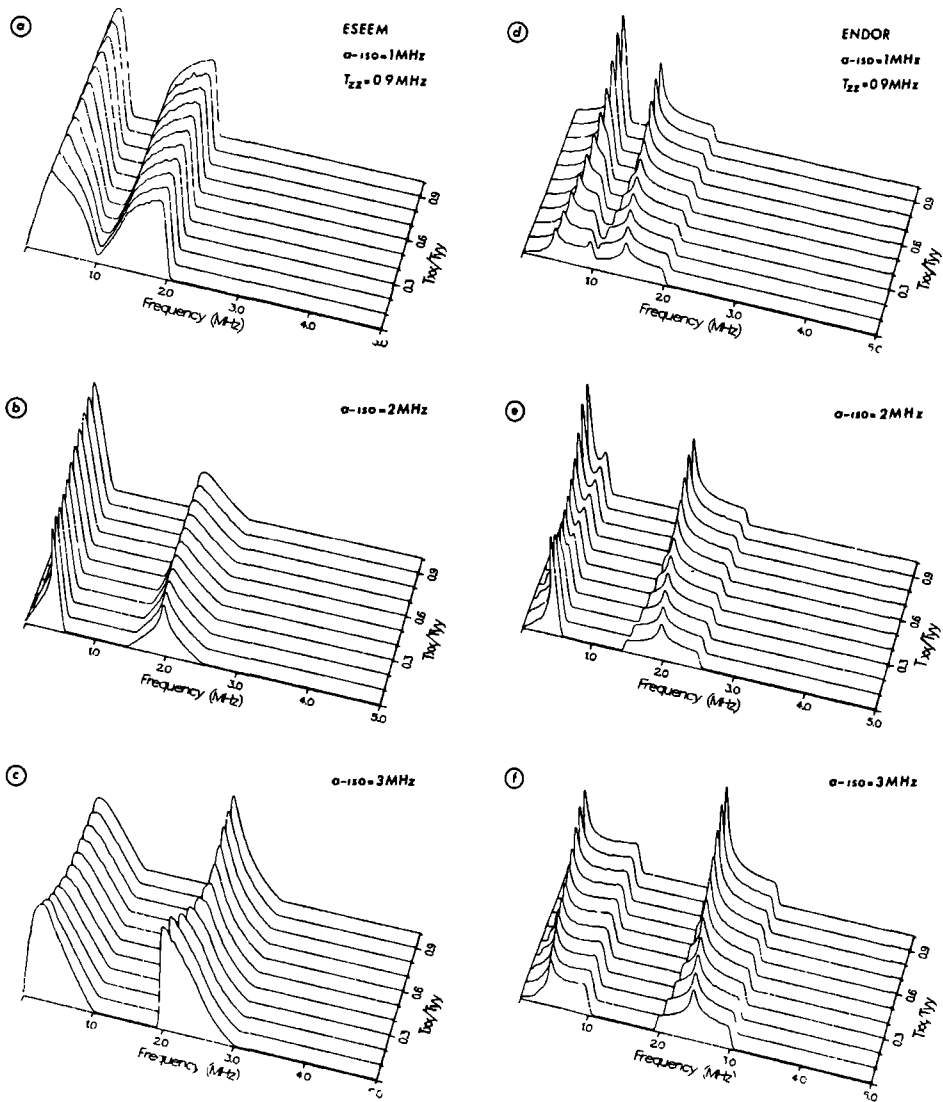 a
ESEEM
a-iso=1MHz
Tzz=0.9MHz
1.0
2.0
3.0
4.0
5.0
Frequency (MHz)
0.3
0.6
0.9
Txx/Tyy
d
ENDOR
a-iso=1MHz
Tzz=09MHz
1.0
2.0
3.0
4.0
5.0
Frequency (MHz)
0.3
0.6
0.9
Txx/Tyy
b
a-iso=2MHz
1.0
2.0
3.0
4.0
5.0
Frequency (MHz)
0.3
0.6
0.9
Txx/Tyy
e
a-iso=2MHz
1.0
2.0
3.0
4.0
5.0
Frequency (MHz)
0.3
0.6
0.9
Txx/Tyy
c
a-iso=3MHz
1.0
2.0
3.0
4.0
Frequency (MHz)
0.3
0.6
0.9
Txx/Tyy
f
a-iso=3MHz
1.0
2.0
3.0
4.0
5.0
Frequency (MHz)
0.3
0.6
0.9
Txx, Tyy